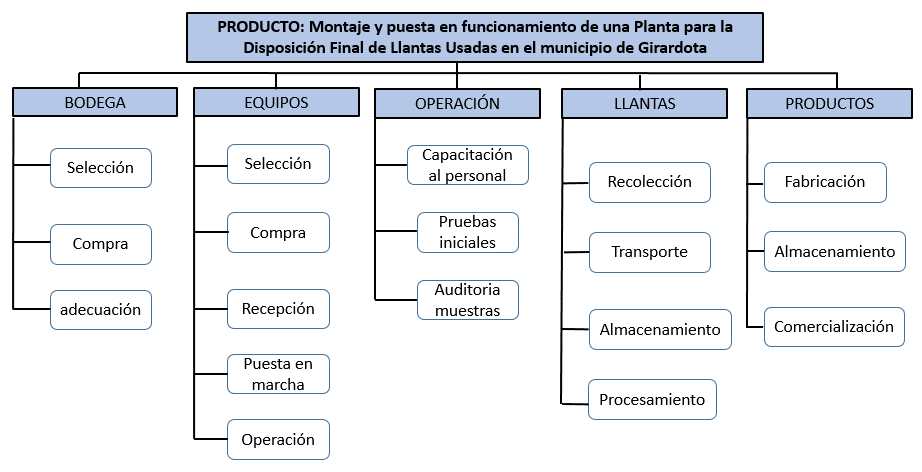 PRODUCTO: Montaje y puesta en funcionamiento de una Planta para la
Disposición Final de Llantas Usadas en el municipio de Girardota
BODEGA
Selección
Compra
adecuación
EQUIPOS
Selección
Compra
Recepción
Puesta en
marcha
Operación
OPERACIÓN
Capacitación
al personal
Pruebas
iniciales
Auditoria
muestras
LLANTAS
Recolección
Transporte
Almacenamiento
Procesamiento
PRODUCTOS
Fabricación
Almacenamiento
Comercialización